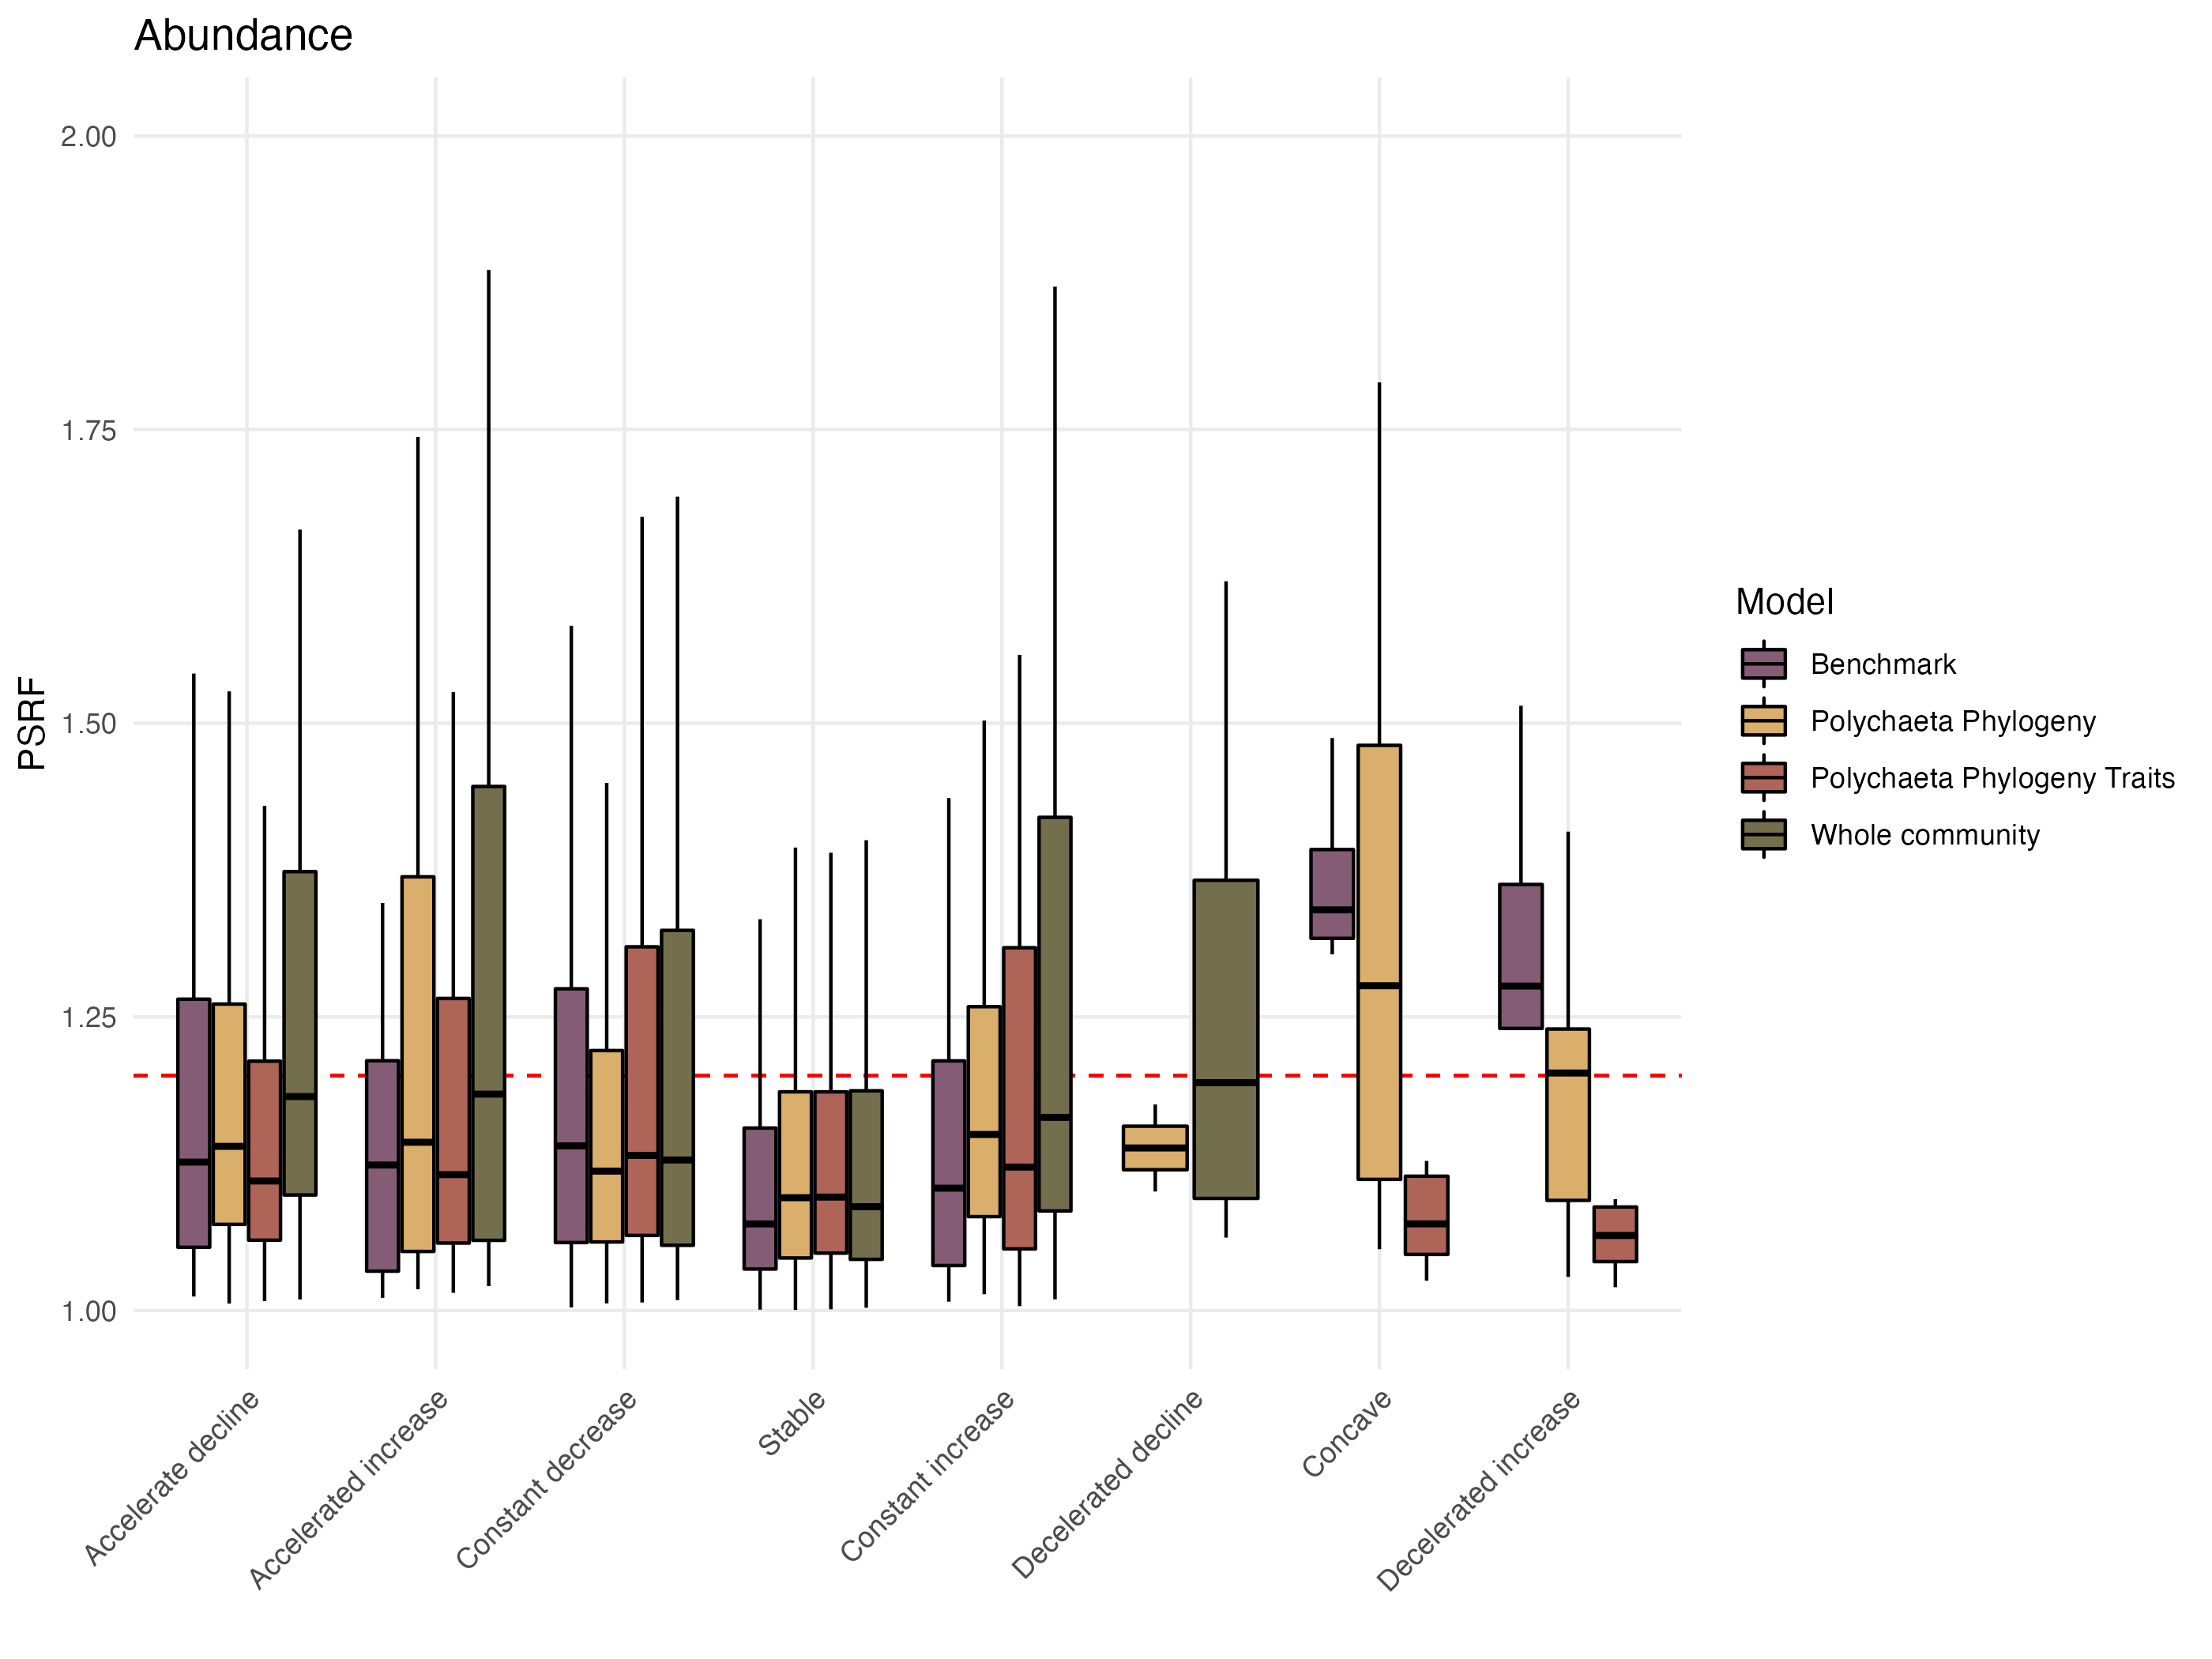 Abundance
2.00
1.75
1.50
1.25
1.00
PSRF
Accelerate decline
Accelerated increase
Constant decrease
Stable
Constant increase
Decelerated decline
Concave
Decelerated increase
Model
Benchmark
Polychaeta Phylogeny
Polychaeta Phylogeny Traits
Whole community